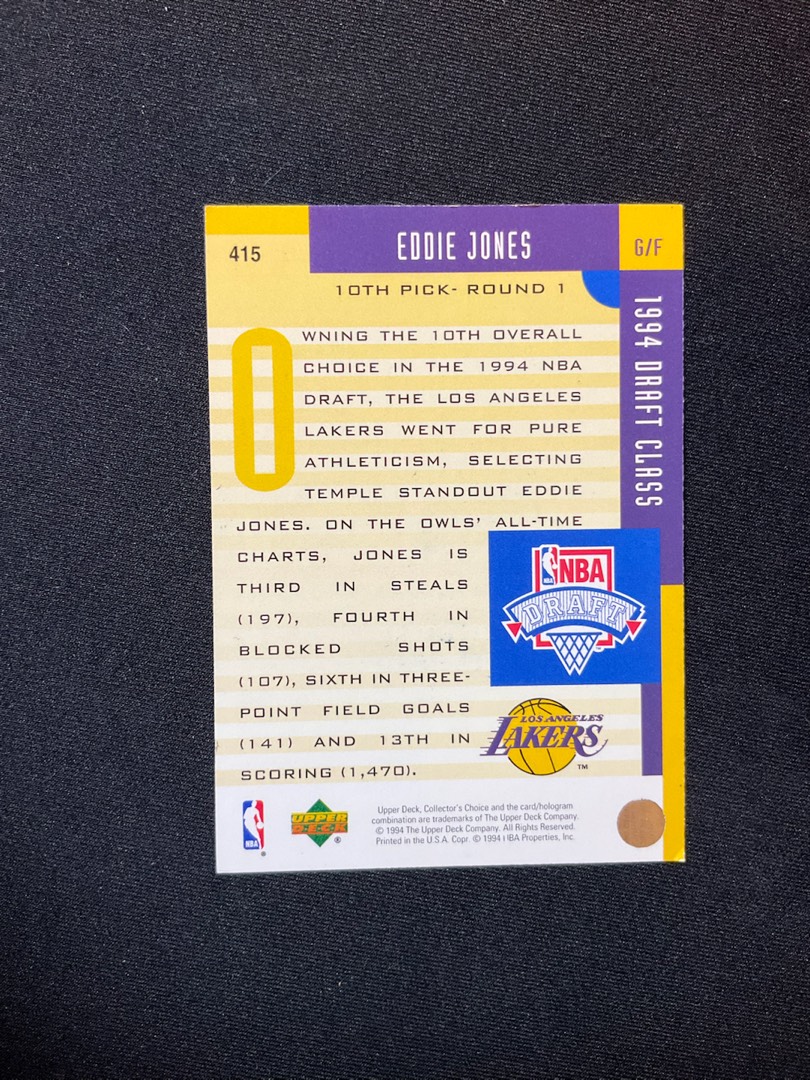 415
EDDIE JONES
G/F
10TH PICK- ROUND 1
1994 DRAFT CLASS
OWNING THE 10TH OVERALL
CHOICE IN THE 1994 NBA
DRAFT, THE LOS ANGELES
LAKERS WENT FOR PURE
ATHLETICISM, SELECTING
TEMPLE STANDOUT EDDIE
JONES. ON THE OWLS' ALL-TIME
CHARTS, JONES IS
THIRD IN STEALS
(197), FOURTH IN
BLOCKED SHOTS
(107), SIXTH IN THREE-
POINT FIELD GOALS
(141) AND 13TH IN
SCORING (1,470).
NBA
DRAFT
LOS ANGELES
LAKERS
™
NBA
®
UPPER
DECK
®
Upper Deck, Collector's Choice and the card/hologram
combination are trademarks of The Upper Deck Company.
© 1994 The Upper Deck Company. All Rights Reserved.
Printed in the U.S.A. Copr. © 1994 NBA Properties, Inc.